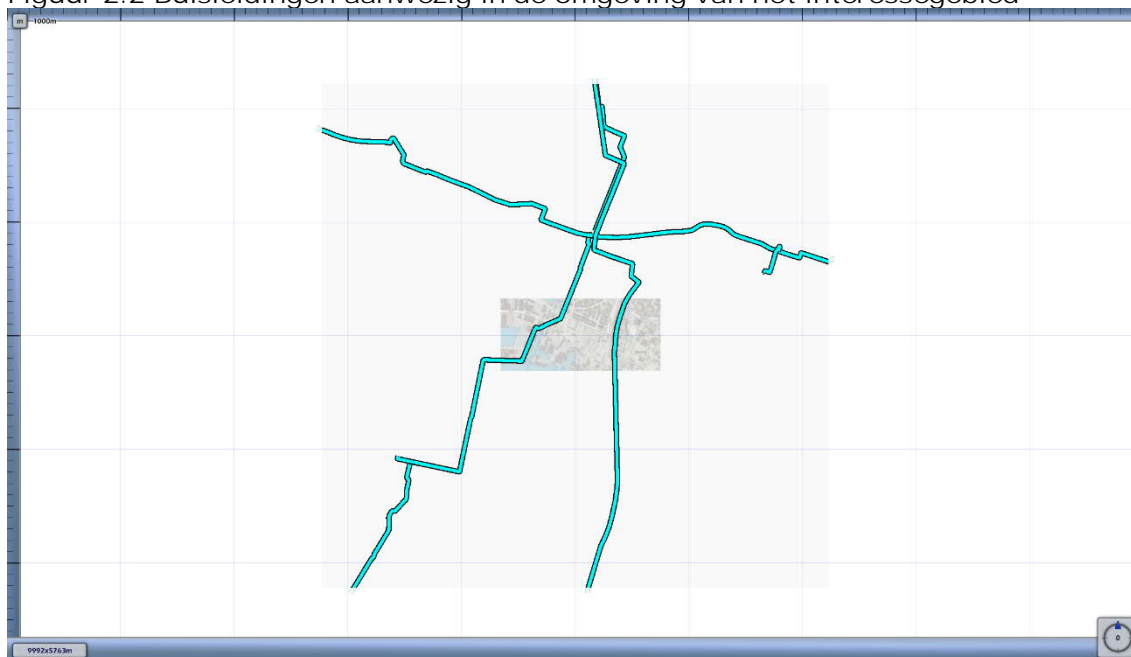 Figuur 2.2 Buisleidingen aanwezig in de omgeving van het interessegebied
m
1000m
0
9992x5763m